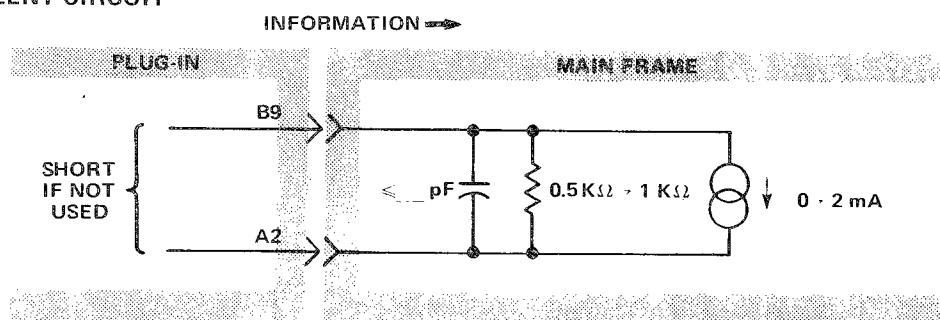 INFORMATION
PLUG-IN
MAIN FRAME
B9
SHORT
IF NOT
USED
≤ __ pF
0.5 KΩ - 1 KΩ
0 - 2 mA
A2